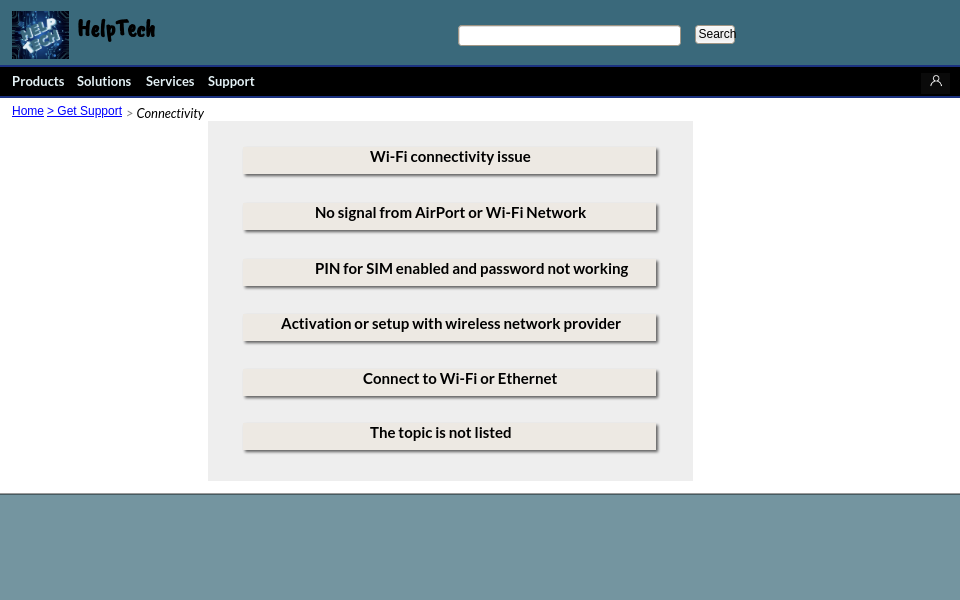 HELP TECH HelpTech Search
Products Solutions Services Support
Home > Get Support > Connectivity
Wi-Fi connectivity issue
No signal from AirPort or Wi-Fi Network
PIN for SIM enabled and password not working
Activation or setup with wireless network provider
Connect to Wi-Fi or Ethernet
The topic is not listed